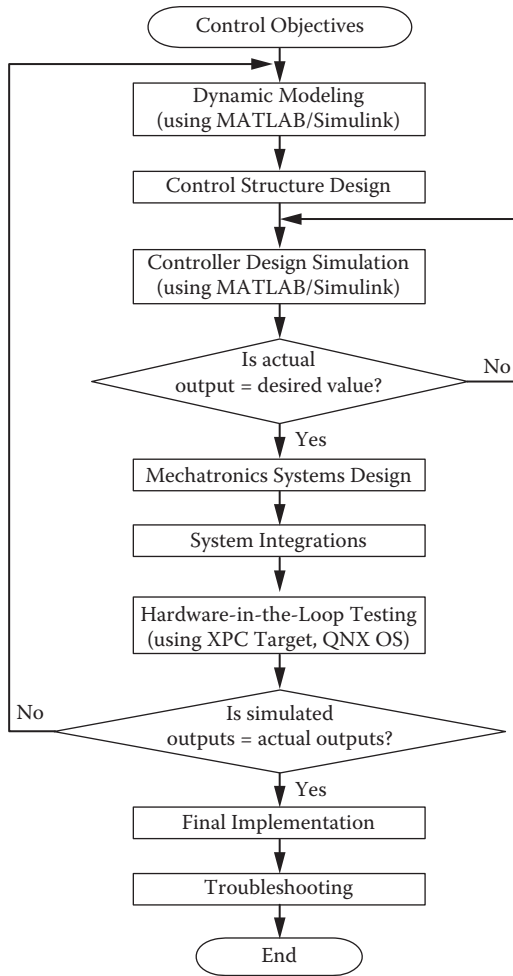 Control Objectives
Dynamic Modeling
(using MATLAB/Simulink)
Control Structure Design
Controller Design Simulation
(using MATLAB/Simulink)
Is actual
output = desired value?
No
Yes
Mechatronics Systems Design
System Integrations
Hardware-in-the-Loop Testing
(using XPC Target, QNX OS)
No
Is simulated
outputs = actual outputs?
Yes
Final Implementation
Troubleshooting
End